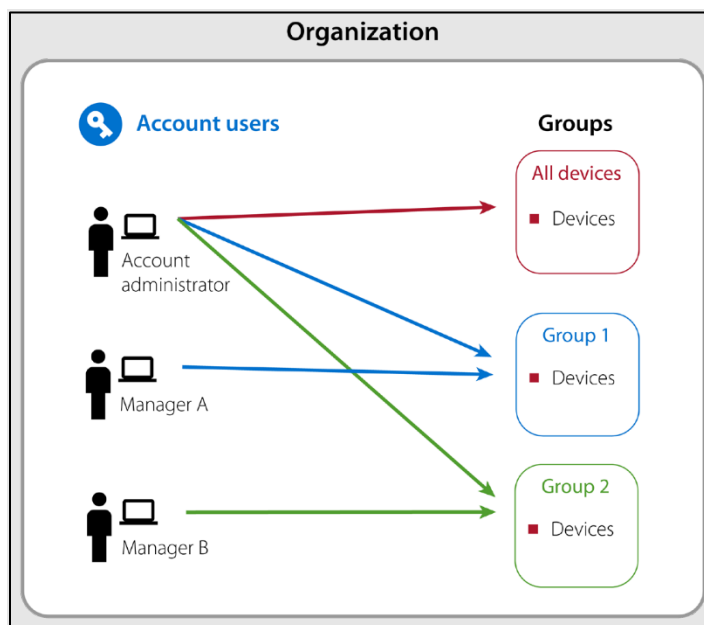 Organization
Account users
Groups
All devices
Devices
Account
administrator
Group 1
Devices
Manager A
Group 2
Devices
Manager B